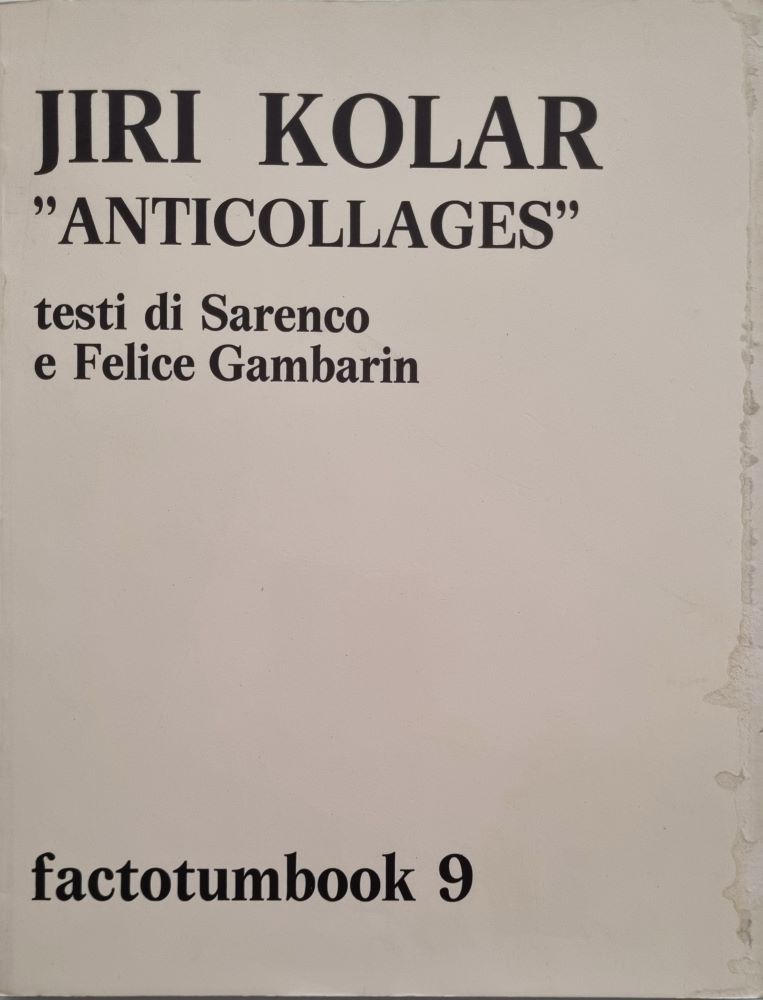 JIRI KOLAR
”ANTICOLLAGES”
testi di Sarenco
e Felice Gambarin
factotumbook 9